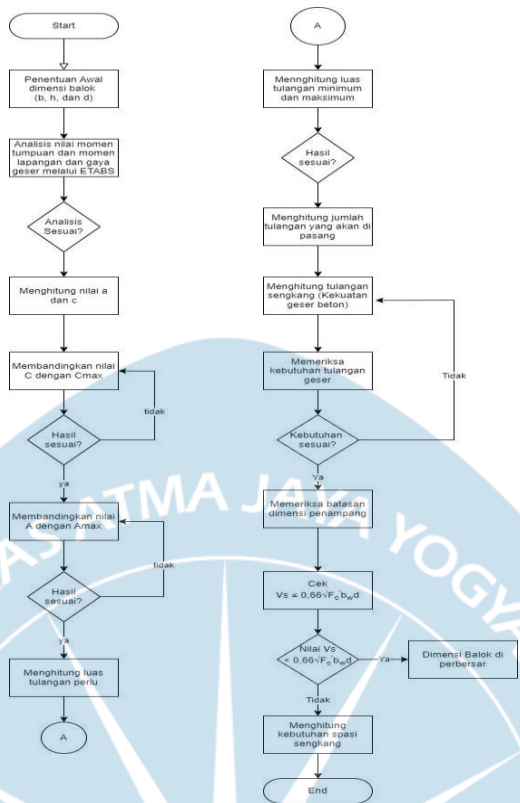 Start
Penentuan Awal
dimensi balok
(b, h, dan d)
Analisis nilai momen
tumpuan dan momen
lapangan dan gaya
geser melalui ETABS
Analisis
Sesuai?
Menghitung nilai a
dan c
Membandingkan nilai
C dengan Cmax
tidak
Hasil
sesuai?
ya
Membandingkan nilai
A dengan Amax
tidak
Hasil
sesuai?
ya
Menghitung luas
tulangan perlu
A
A
Mennghitung luas
tulangan minimum
dan maksimum
Hasil
sesuai?
Menghitung jumlah
tulangan yang akan di
pasang
Menghitung tulangan
sengkang (Kekuatan
geser beton)
Memeriksa
kebutuhan tulangan
geser
Tidak
Kebutuhan
sesuai?
Ya
Memeriksa batasan
dimensi penampang
Cek
Vs ≤ 0,66√Fc'bwd
Nilai Vs
< 0,66√Fc'bwd
Ya
Dimensi Balok di
perbersar
Tidak
Menghitung
kebutuhan spasi
sengkang
End
AS ATMA JAYA YOGYA